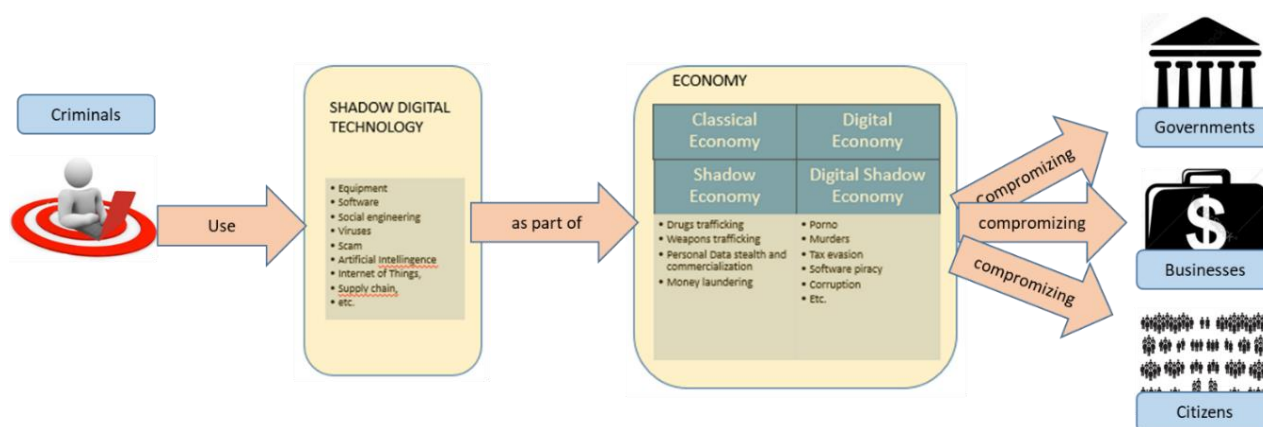 Criminals
Use
SHADOW DIGITAL
TECHNOLOGY
• Equipment
• Software
• Social engineering
• Viruses
• Scam
• Artificial Intellingence
• Internet of Things,
• Supply chain,
• etc.
as part of
ECONOMY
Classical
Economy
Digital
Economy
Shadow
Economy
Digital Shadow
Economy
• Drugs trafficking
• Weapons trafficking
• Personal Data stealth and
commercialization
• Money laundering
• Porno
• Murders
• Tax evasion
• Software piracy
• Corruption
• Etc.
Compromizing
compromizing
compromizing
Governments
$
Businesses
Citizens